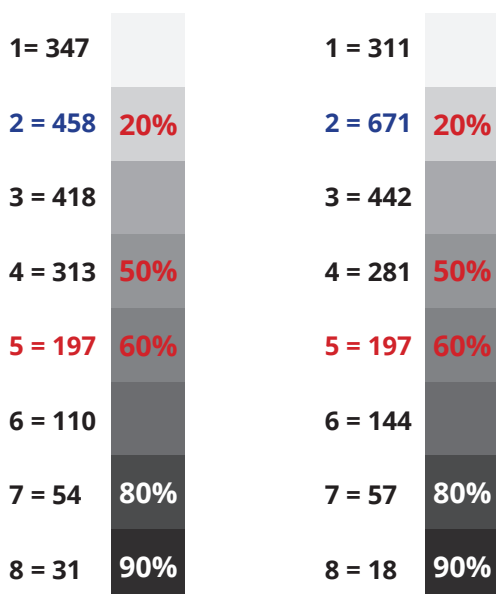 1= 347
2 = 458 20%
3 = 418
4 = 313 50%
5 = 197 60%
6 = 110
7 = 54 80%
8 = 31 90%
1 = 311
2 = 671 20%
3 = 442
4 = 281 50%
5 = 197 60%
6 = 144
7 = 57 80%
8 = 18 90%